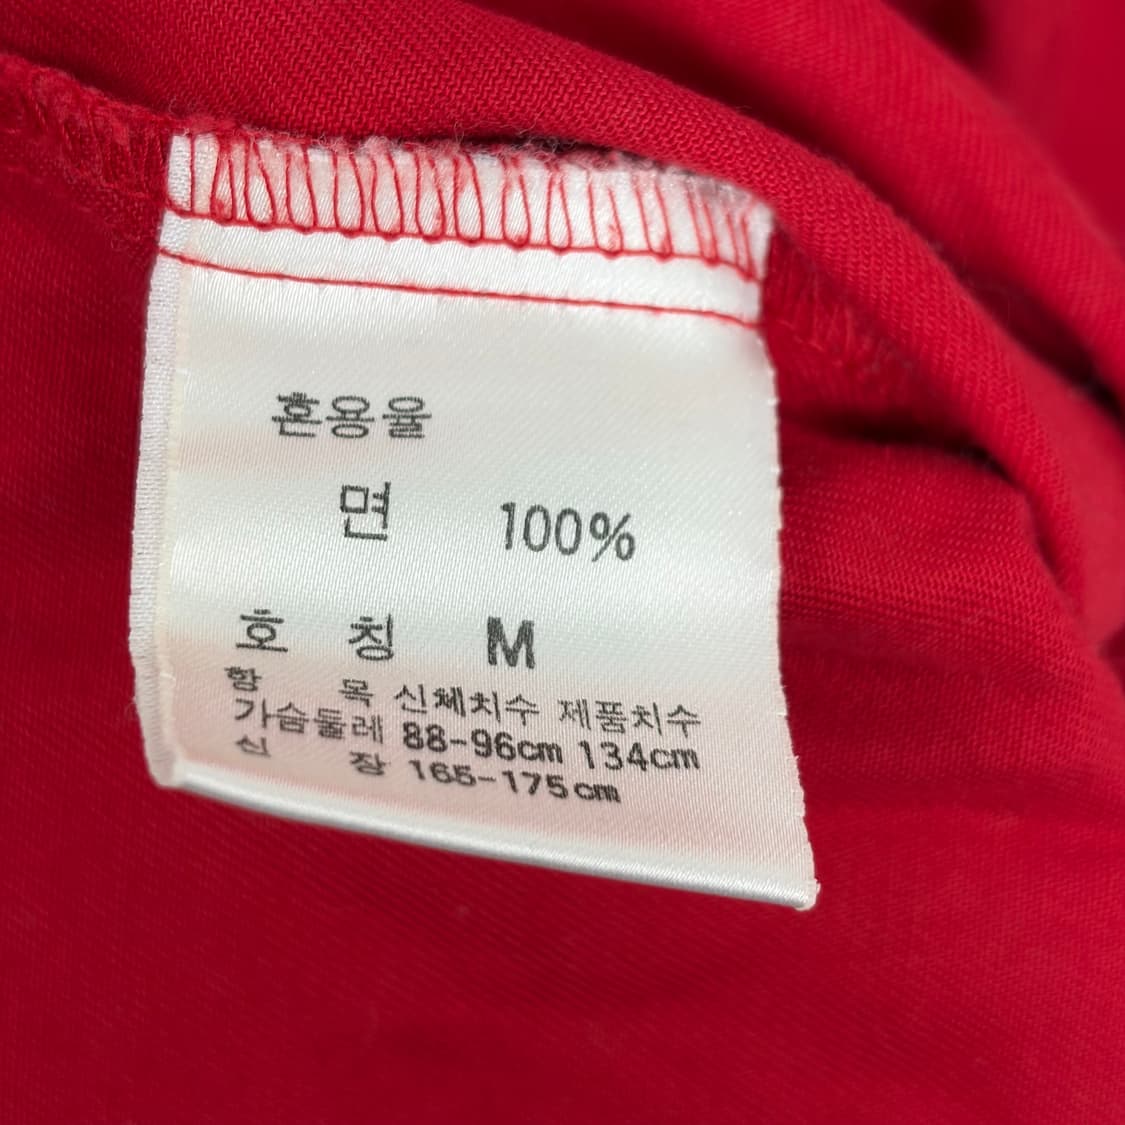 혼용율
면 100%
호 칭 M
항 목 신체치수 제품치수
가슴둘레 88-96cm 134cm
신 장 165-175cm